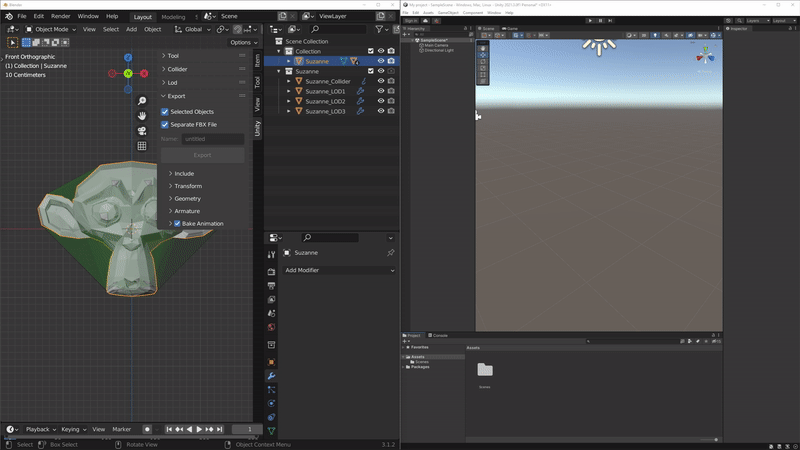 Blender
File Edit Render Window Help Layout Modeling Scene ViewLayer
Object Mode Global
Options
Front Orthographic
(1) Collection | Suzanne
10 Centimeters
Tool
Collider
Lod
Export
Selected Objects
Separate FBX File
Name: untitled
Export
Include
Transform
Geometry
Armature
Bake Animation
Item
Tool
View
Unity
Scene Collection
Collection
Suzanne
Suzanne
Suzanne_Collider
Suzanne_LOD1
Suzanne_LOD2
Suzanne_LOD3
Suzanne
Add Modifier
Playback Keying View Marker 1
Select Box Select Rotate View Object Context Menu 3.1.2
File Edit Assets GameObject Component Window Help
Hierarchy
Scene Game
Inspector
Layers Layout
SampleScene*
Main Camera
Directional Light
Project Console
Favorites
Assets
Scenes
Packages
Assets
Scenes